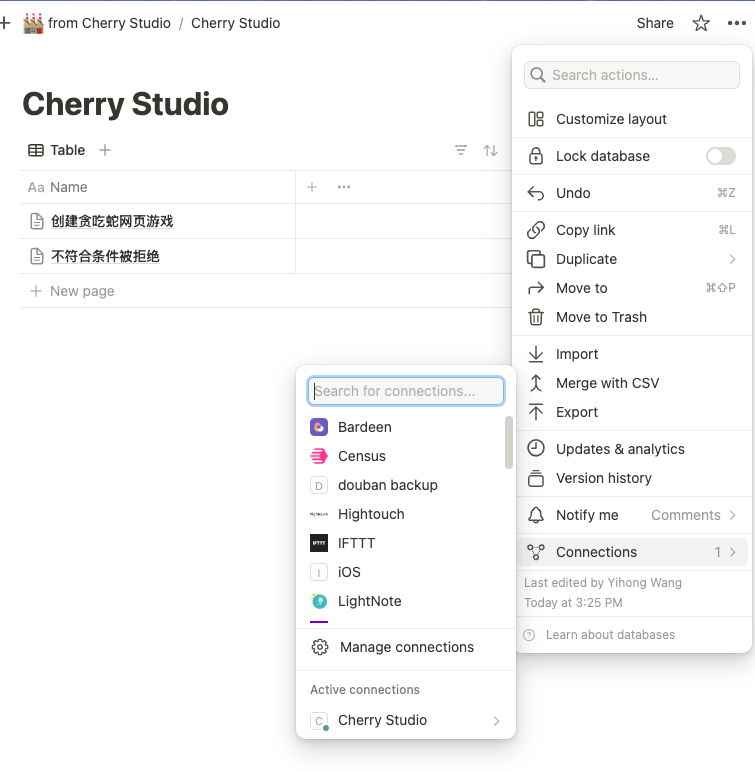 from Cherry Studio / Cherry Studio
Share
Cherry Studio
Table
Aa Name
创建贪吃蛇网页游戏
不符合条件被拒绝
New page
Search actions...
Customize layout
Lock database
Undo ⌘Z
Copy link ⌘L
Duplicate
Move to ⌘⇧P
Move to Trash
Import
Merge with CSV
Export
Updates & analytics
Version history
Notify me Comments
Connections 1
Last edited by Yihong Wang
Today at 3:25 PM
Learn about databases
Search for connections...
Bardeen
Census
D douban backup
Hightouch
IFTTT IFTTT
I iOS
LightNote
Manage connections
Active connections
C Cherry Studio